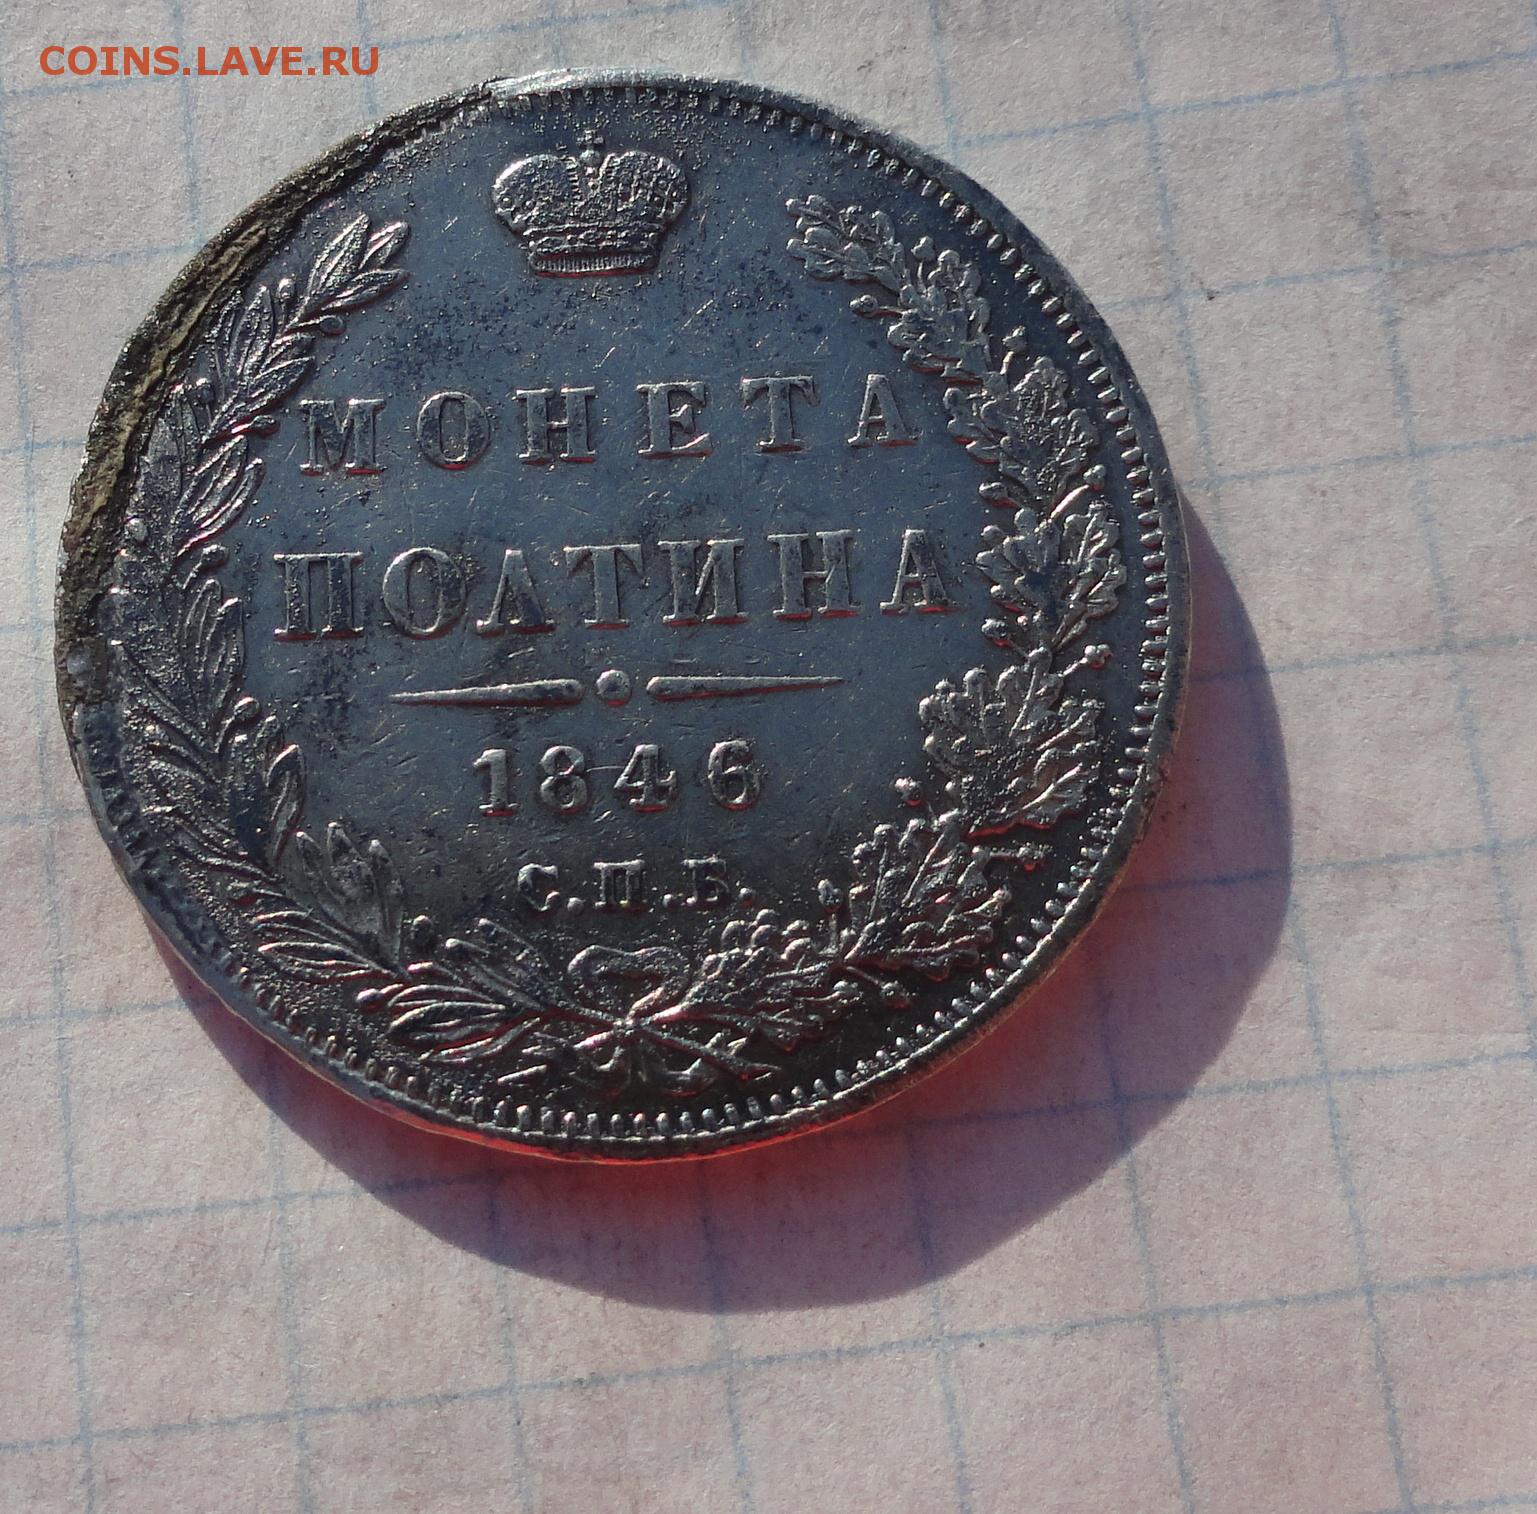 COINS.LAVE.RU
МОНЕТА
ПОЛТИНА
1846
С.П.Б.